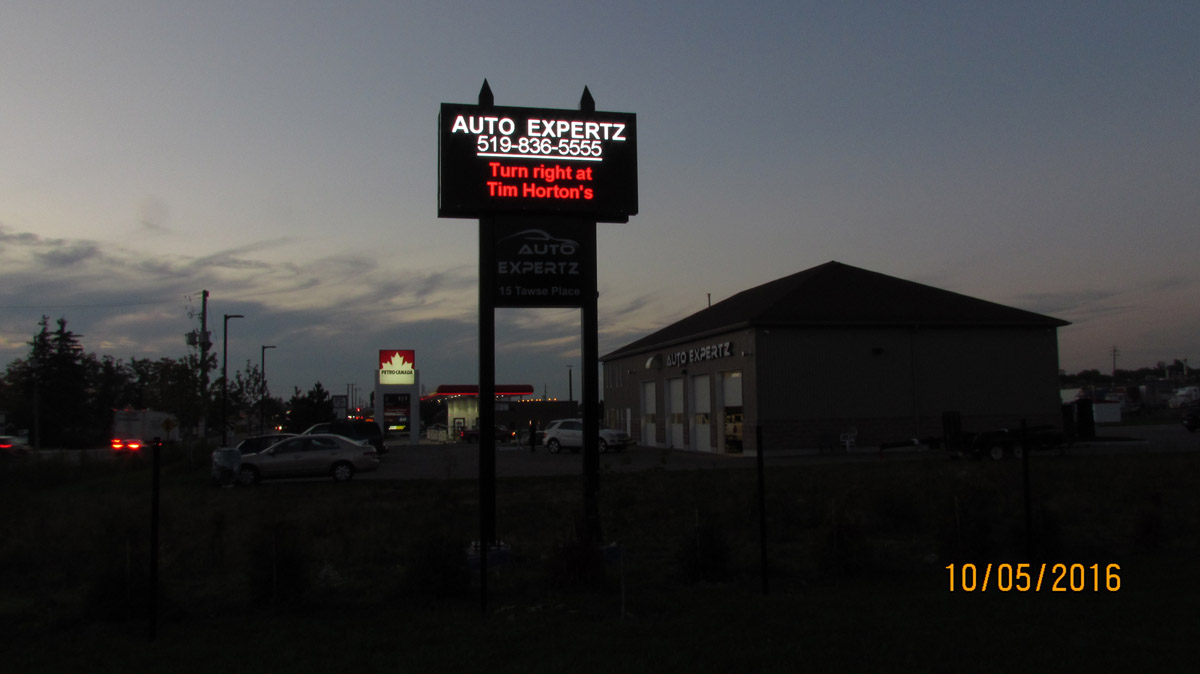 AUTO EXPERTZ
519-836-5555
Turn right at
Tim Horton's
AUTO
EXPERTZ
15 Tawse Place
PETRO-CANADA
AUTO EXPERTZ
10/05/2016